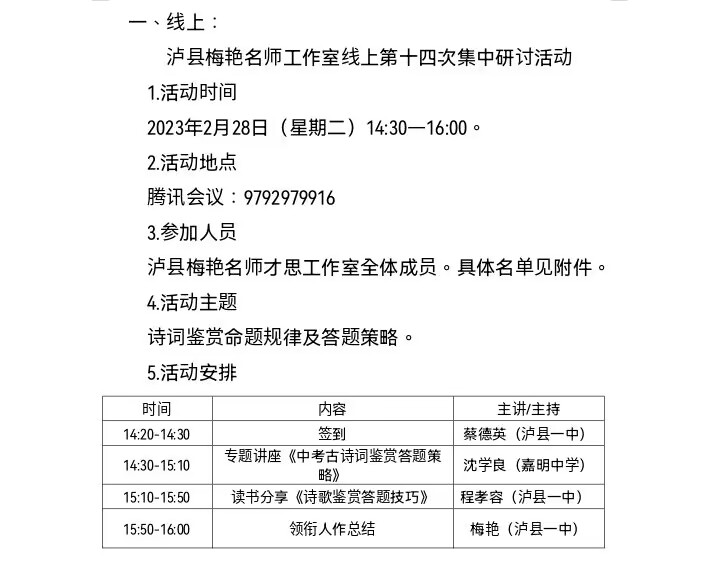 一、线上：
泸县梅艳名师工作室线上第十四次集中研讨活动
1.活动时间
2023年2月28日（星期二）14:30—16:00。
2.活动地点
腾讯会议：9792979916
3.参加人员
泸县梅艳名师才思工作室全体成员。具体名单见附件。
4.活动主题
诗词鉴赏命题规律及答题策略。
5.活动安排
时间 内容 主讲/主持
14:20-14:30 签到 蔡德英（泸县一中）
14:30-15:10 专题讲座《中考古诗词鉴赏答题策 沈学良（嘉明中学）
略》
15:10-15:50 读书分享《诗歌鉴赏答题技巧》 程孝容（泸县一中）
15:50-16:00 领衔人作总结 梅艳（泸县一中）